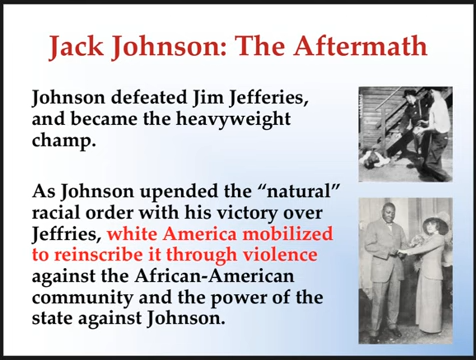 Jack Johnson: The Aftermath
Johnson defeated Jim Jefferies,
and became the heavyweight
champ.
As Johnson upended the “natural”
racial order with his victory over
Jeffries, white America mobilized
to reinscribe it through violence
against the African-American
community and the power of the
state against Johnson.